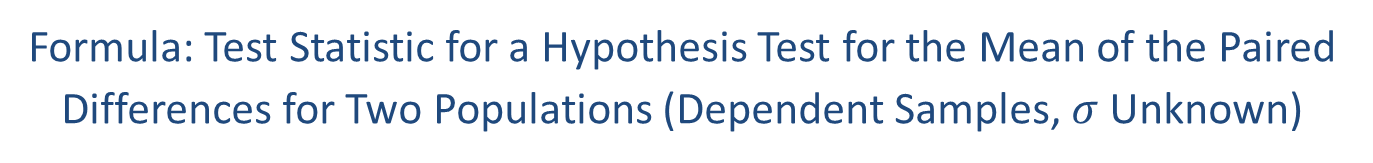 Formula: Test Statistic for a Hypothesis Test for the Mean of the Paired
Differences for Two Populations (Dependent Samples, σ Unknown)